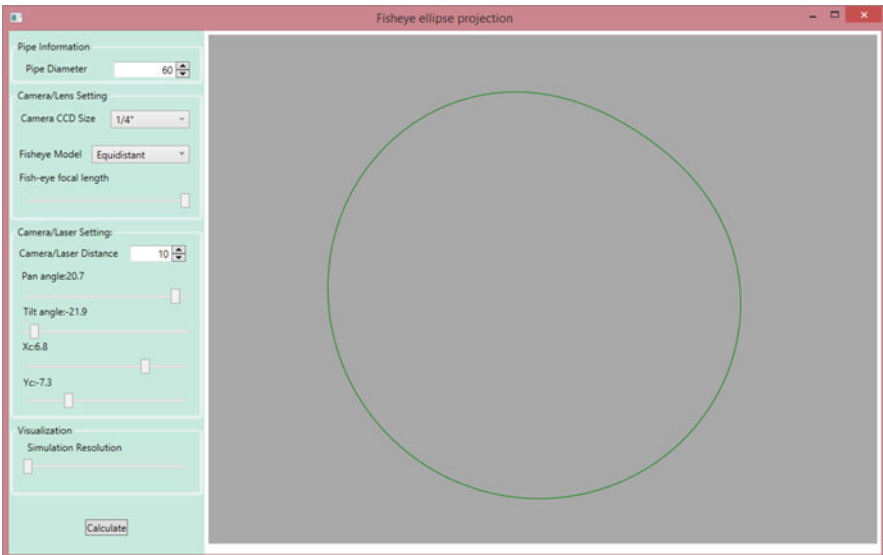 Fisheye ellipse projection
Pipe Information
Pipe Diameter 60
Camera/Lens Setting
Camera CCD Size 1/4"
Fisheye Model Equidistant
Fish-eye focal length
Camera/Laser Setting:
Camera/Laser Distance 10
Pan angle:20.7
Tilt angle:-21.9
Xc:6.8
Yc:-7.3
Visualization
Simulation Resolution
Calculate